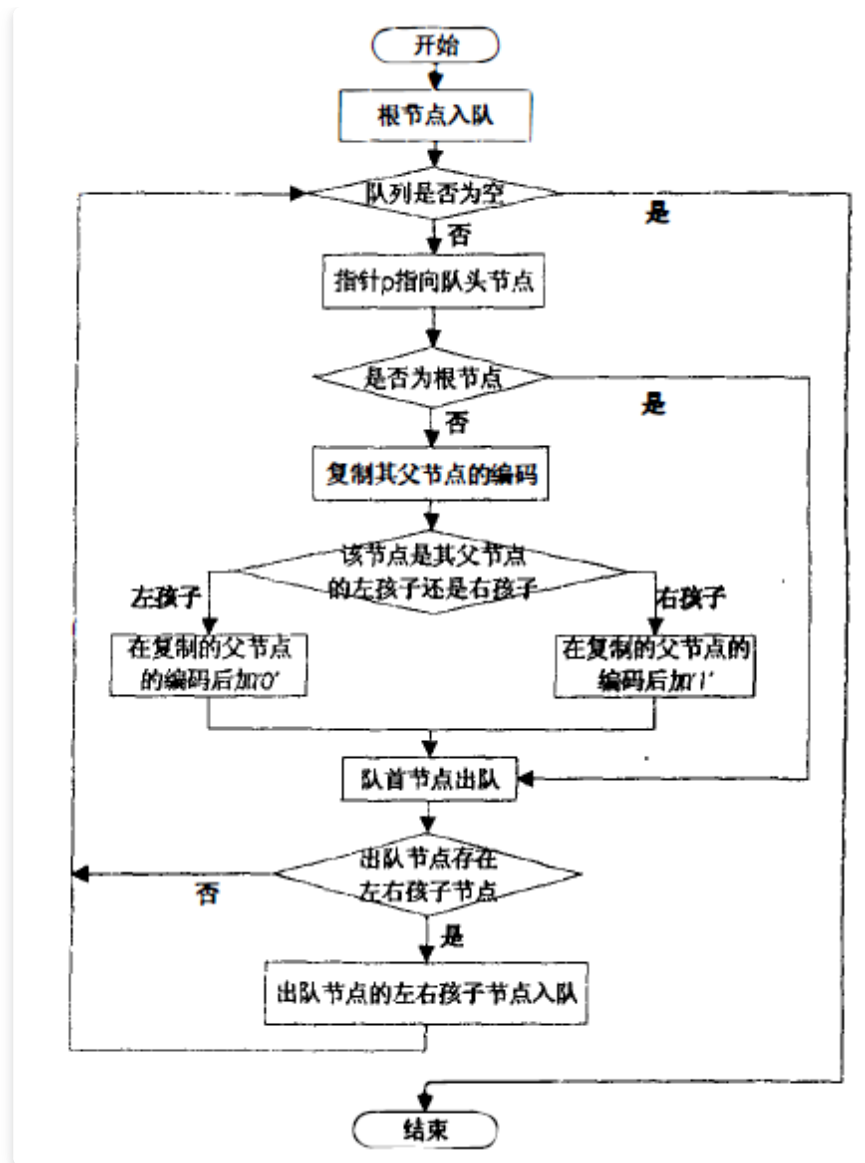 开始
根节点入队
队列是否为空
是
否
指针p指向队头节点
是否为根节点
是
否
复制其父节点的编码
该节点是其父节点
的左孩子还是右孩子
左孩子
右孩子
在复制的父节点
的编码后加'0'
在复制的父节点的
编码后加'1'
队首节点出队
出队节点存在
左右孩子节点
否
是
出队节点的左右孩子节点入队
结束